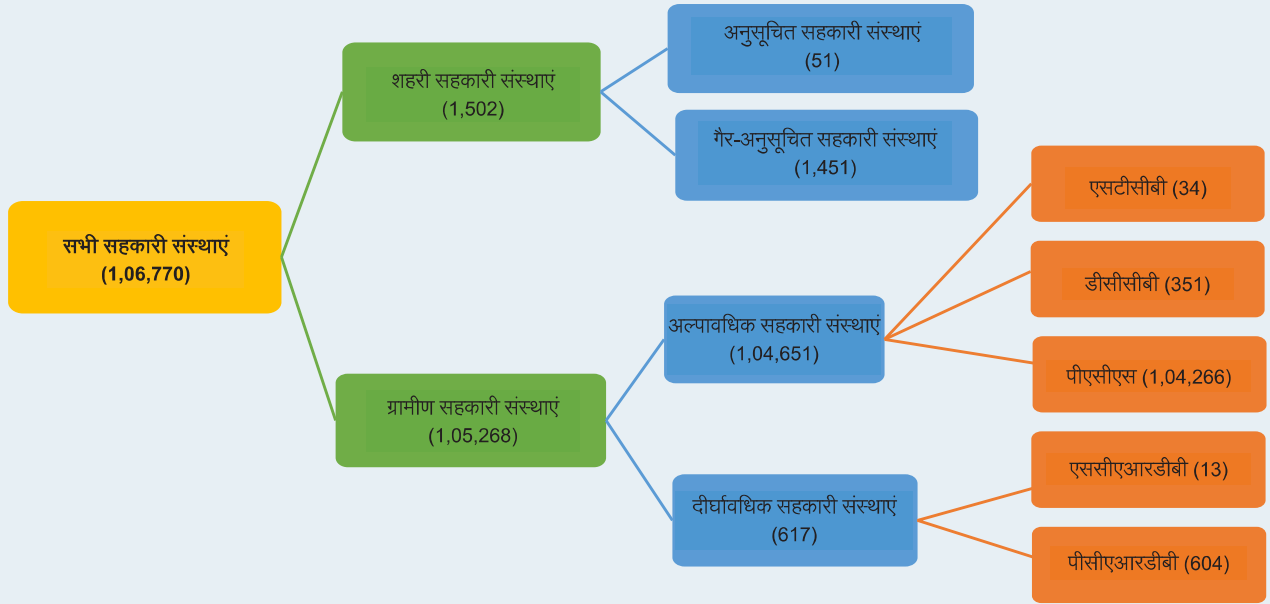 सभी सहकारी संस्थाएं
(1,06,770)
शहरी सहकारी संस्थाएं
(1,502)
अनुसूचित सहकारी संस्थाएं
(51)
गैर-अनुसूचित सहकारी संस्थाएं
(1,451)
ग्रामीण सहकारी संस्थाएं
(1,05,268)
अल्पावधिक सहकारी संस्थाएं
(1,04,651)
एसटीसीबी (34)
डीसीसीबी (351)
पीएसीएस (1,04,266)
दीर्घावधिक सहकारी संस्थाएं
(617)
एससीएआरडीबी (13)
पीसीएआरडीबी (604)